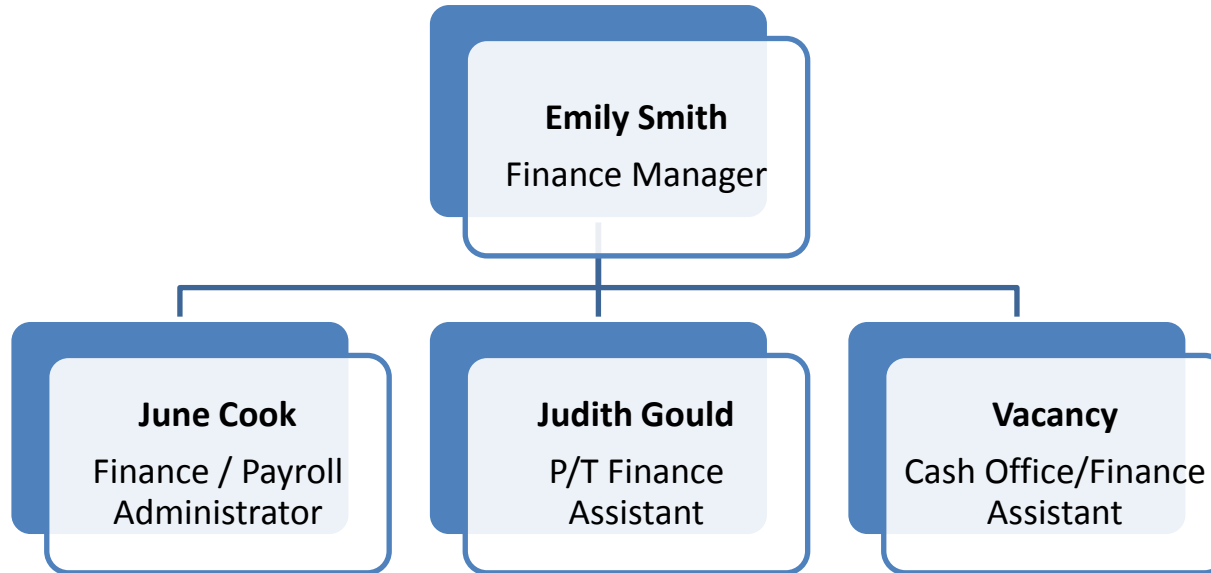 Emily Smith
Finance Manager
June Cook
Finance / Payroll
Administrator
Judith Gould
P/T Finance
Assistant
Vacancy
Cash Office/Finance
Assistant